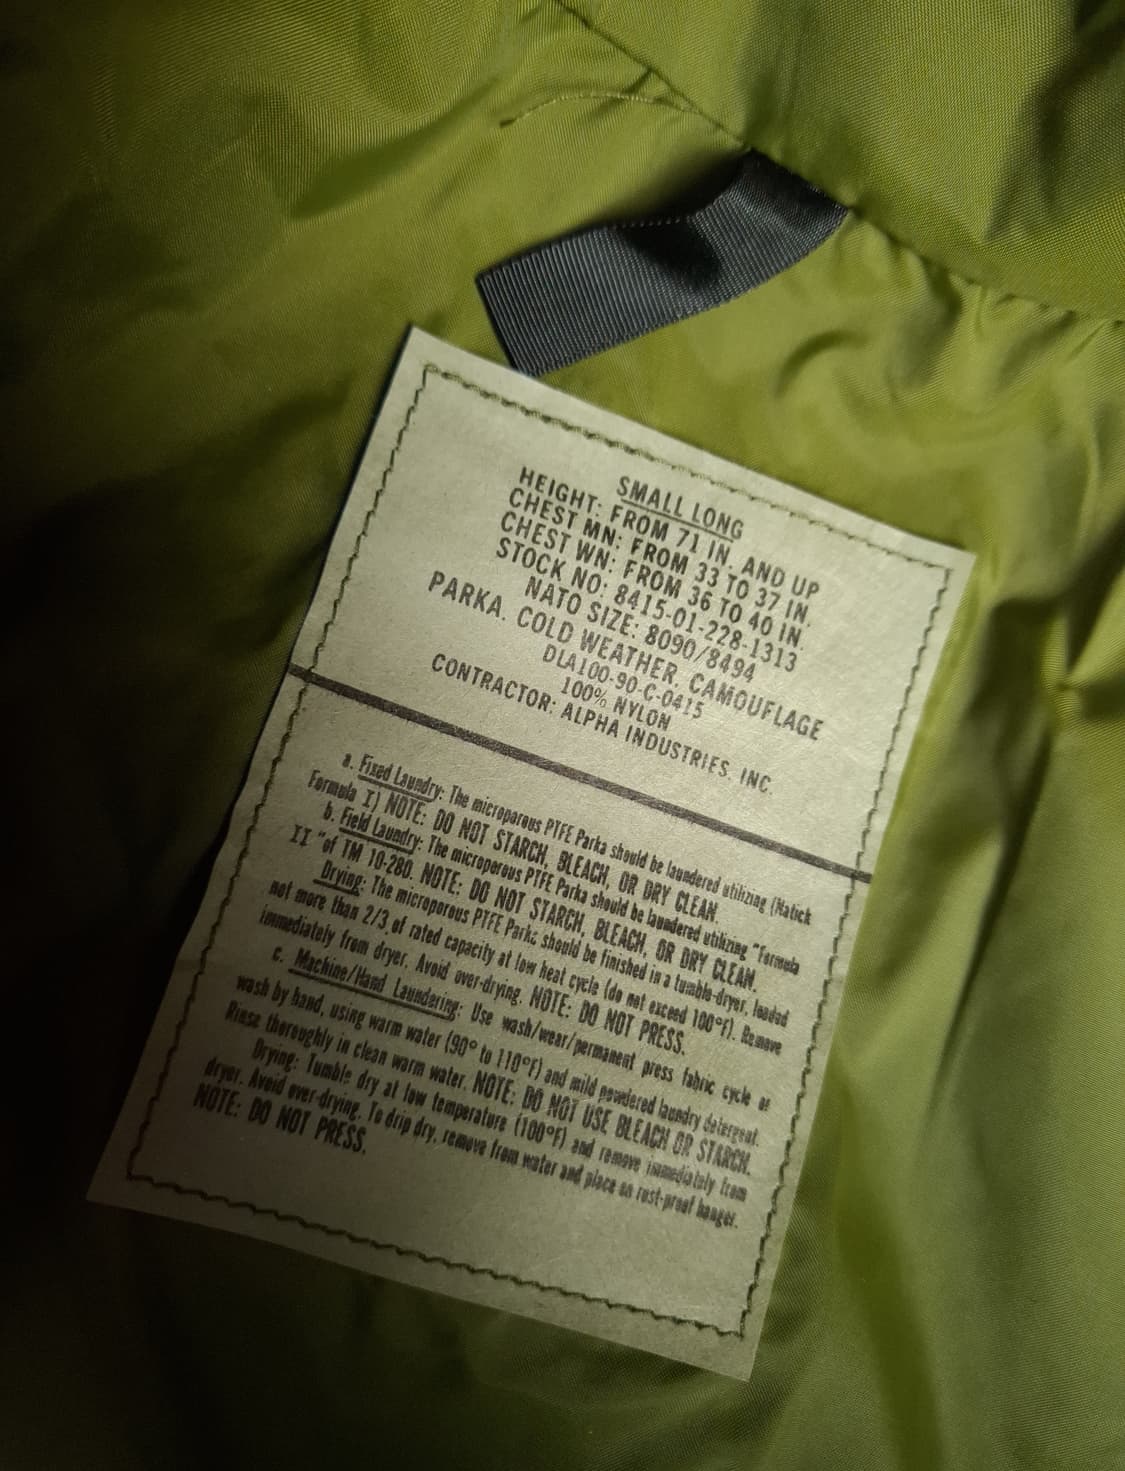 SMALL LONG
HEIGHT: FROM 71 IN. AND UP
CHEST MN: FROM 33 TO 37 IN.
CHEST WN: FROM 36 TO 40 IN.
STOCK NO: 8415-01-228-1313
NATO SIZE: 8090/8494
PARKA. COLD WEATHER, CAMOUFLAGE
DLA100-90-C-0415
100% NYLON
CONTRACTOR: ALPHA INDUSTRIES, INC.
a. Fixed Laundry: The microparous PTFE Parka should be laundered utilizing (Natick
Formula I) NOTE: DO NOT STARCH, BLEACH, OR DRY CLEAN.
b. Field Laundry: The microporous PTFE Parka should be laundered utilizing "Formula
II "of TM 10-280. NOTE: DO NOT STARCH, BLEACH, OR DRY CLEAN.
Drying: The microporous PTFE Parka should be finished in a tumble-dryer, loaded
not more than 2/3 of rated capacity at low heat cycle (do not exceed 100°F). Remove
immediately from dryer. Avoid over-drying. NOTE: DO NOT PRESS.
c. Machine/Hand Laundering: Use wash/wear/permanent press fabric cycle or
wash by hand, using warm water (90° to 110°F) and mild powdered laundry detergent.
Rinse thoroughly in clean warm water. NOTE: DO NOT USE BLEACH OR STARCH.
Drying: Tumble dry at low temperature (100°F) and remove immediately from
dryer. Avoid over-drying. To drip dry, remove from water and place on rust-proof hanger.
NOTE: DO NOT PRESS.